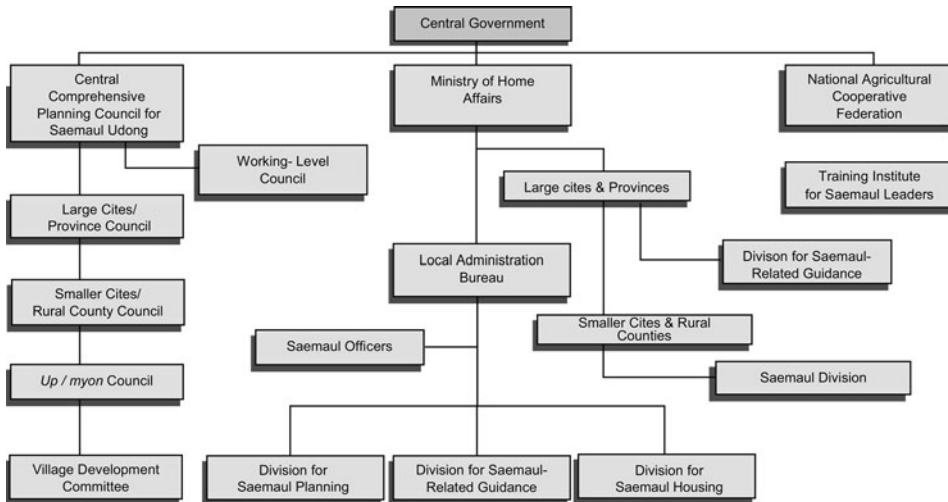 Central Government
Central
Comprehensive
Planning Council for
Saemaul Udong
Ministry of Home
Affairs
National Agricultural
Cooperative
Federation
Working- Level
Council
Large cites & Provinces
Training Institute
for Saemaul Leaders
Large Cites/
Province Council
Local Administration
Bureau
Divison for Saemaul-
Related Guidance
Smaller Cites/
Rural County Council
Smaller Cites & Rural
Counties
Saemaul Officers
Up / myon Council
Saemaul Division
Village Development
Committee
Division for
Saemaul Planning
Division for Saemaul-
Related Guidance
Division for
Saemaul Housing